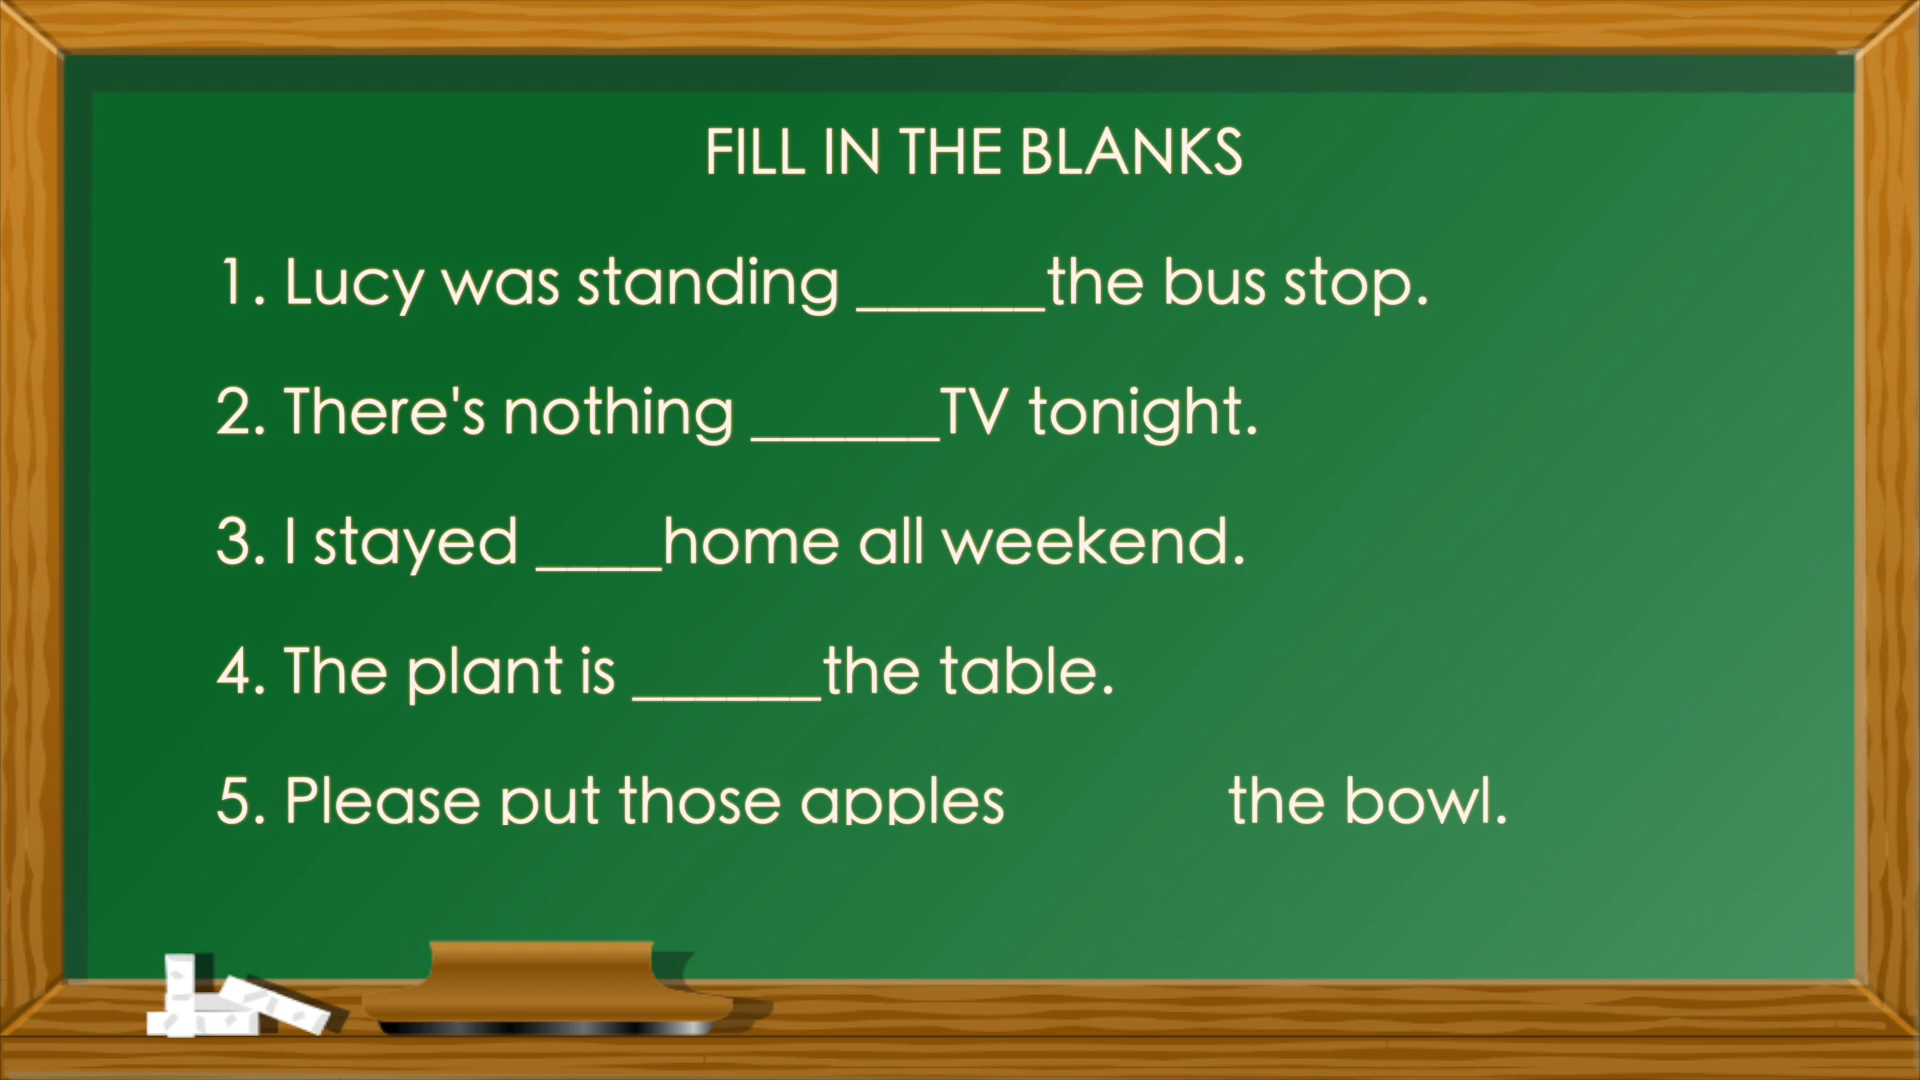 FILL IN THE BLANKS
1. Lucy was standing ______the bus stop.
2. There's nothing ______TV tonight.
3. I stayed ____home all weekend.
4. The plant is ______the table.
5. Please put those apples the bowl.